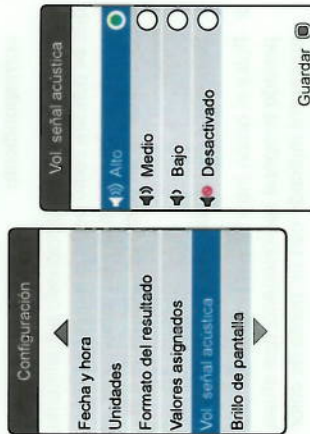 Configuración
Fecha y hora
Unidades
Formato del resultado
Valores asignados
Vol. señal acústica
Brillo de pantalla
Vol. señal acústica
Alto
Medio
Bajo
Desactivado
Guardar